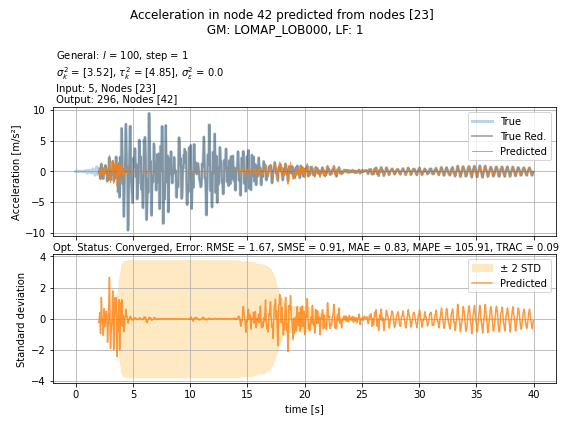 Acceleration in node 42 predicted from nodes [23]
GM: LOMAP_LOB000, LF: 1
General: l = 100, step = 1
σ²ₖ = [3.52], τ²ₖ = [4.85], σ²ε = 0.0
Input: 5, Nodes [23]
Output: 296, Nodes [42]
10
5
0
−5
−10
Acceleration [m/s²]
True
True Red.
Predicted
Opt. Status: Converged, Error: RMSE = 1.67, SMSE = 0.91, MAE = 0.83, MAPE = 105.91, TRAC = 0.09
4
2
0
−2
−4
Standard deviation
± 2 STD
Predicted
0 5 10 15 20 25 30 35 40
time [s]